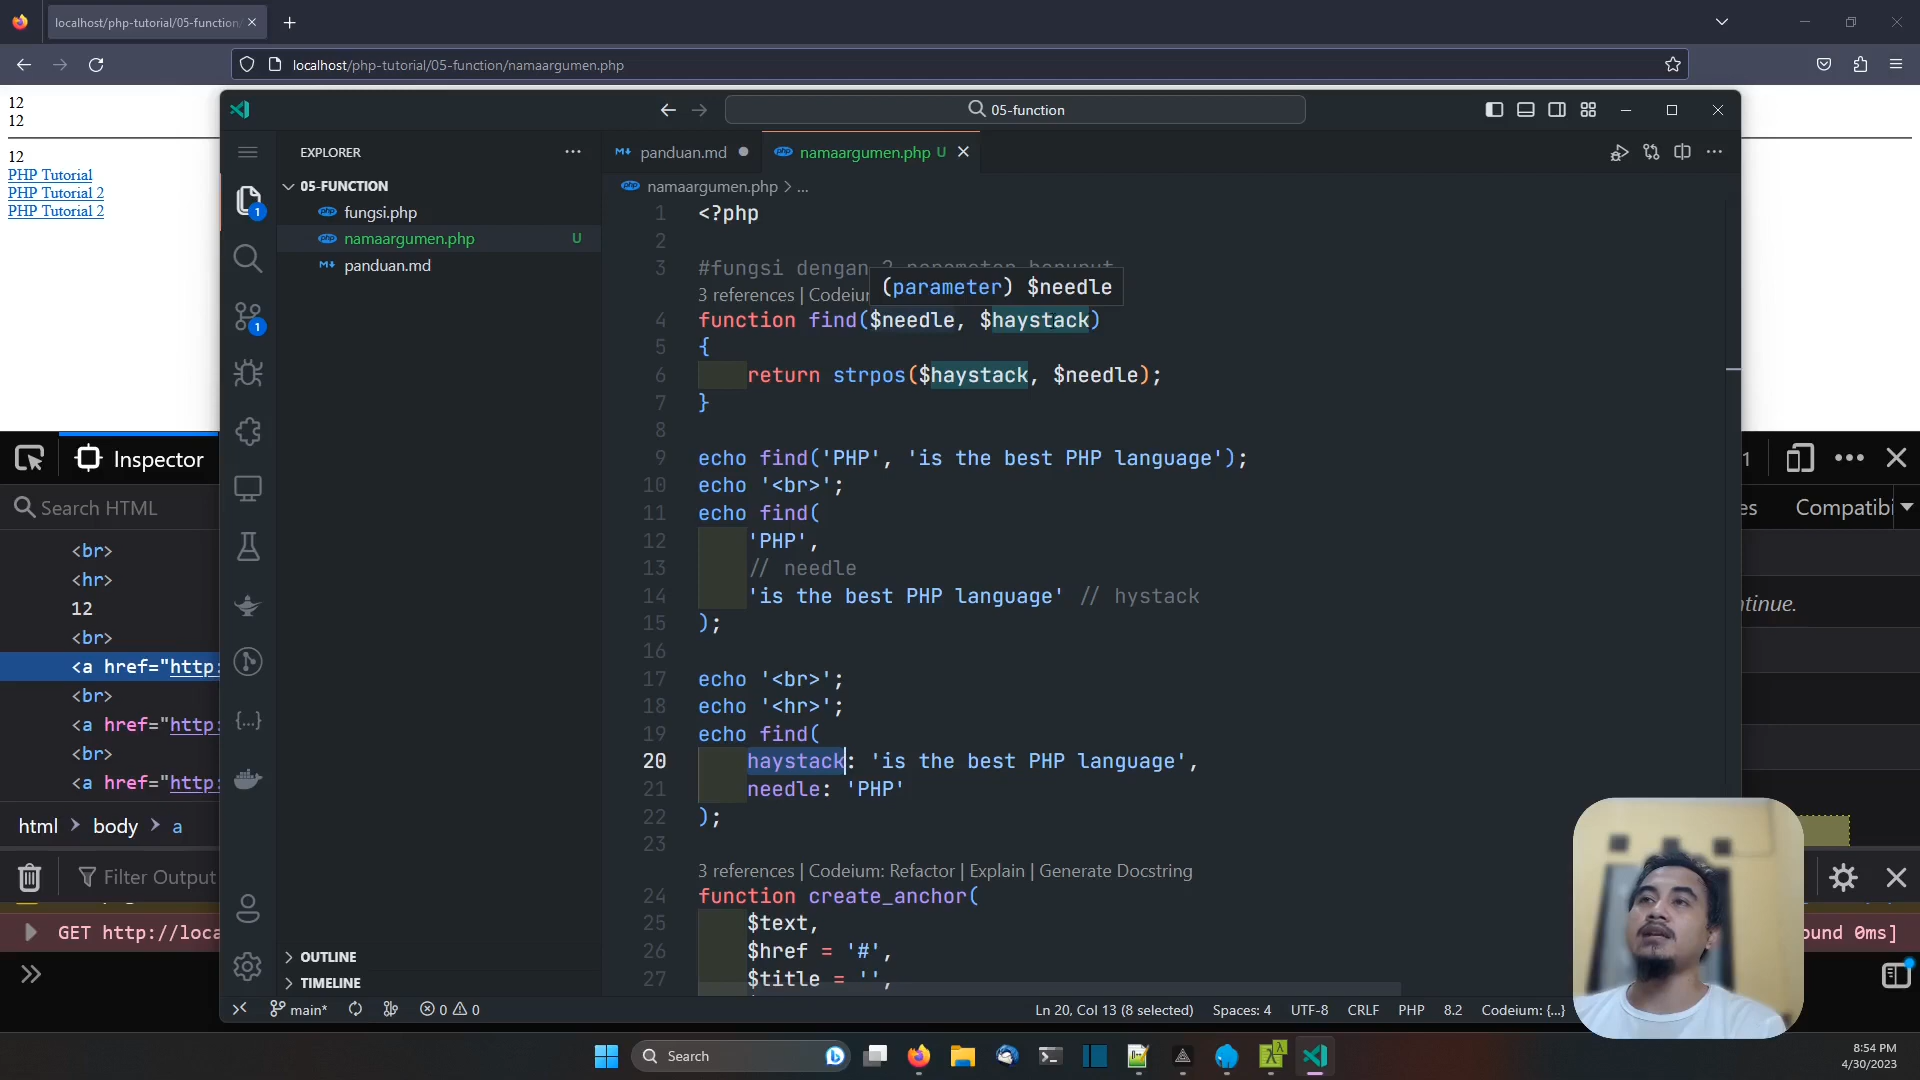 localhost/php-tutorial/05-function
localhost/php-tutorial/05-function/namaargumen.php
12
12
12
PHP Tutorial
PHP Tutorial 2
PHP Tutorial 2
05-function
EXPLORER
05-FUNCTION
fungsi.php
namaargumen.php U
panduan.md
OUTLINE
TIMELINE
panduan.md
namaargumen.php U
namaargumen.php > ...
1 <?php
2
3 #fungsi dengan
3 references | Codeium
(parameter) $needle
4 function find($needle, $haystack)
5 {
6 return strpos($haystack, $needle);
7 }
8
9 echo find('PHP', 'is the best PHP language');
10 echo '<br>';
11 echo find(
12 'PHP',
13 // needle
14 'is the best PHP language' // hystack
15 );
16
17 echo '<br>';
18 echo '<hr>';
19 echo find(
20 haystack: 'is the best PHP language',
21 needle: 'PHP'
22 );
23
3 references | Codeium: Refactor | Explain | Generate Docstring
24 function create_anchor(
25 $text,
26 $href = '#',
27 $title = '',
1
1
main*
0 0
Ln 20, Col 13 (8 selected)
Spaces: 4
UTF-8
CRLF
PHP
8.2
Codeium: {...}
Inspector
1
Search HTML
es
Compatibi
<br>
<hr>
12
<br>
<a href="http:
<br>
<a href="http:
<br>
<a href="http:
tinue.
html > body > a
Filter Output
GET http://loca
ound 0ms]
Search
8:54 PM
4/30/2023